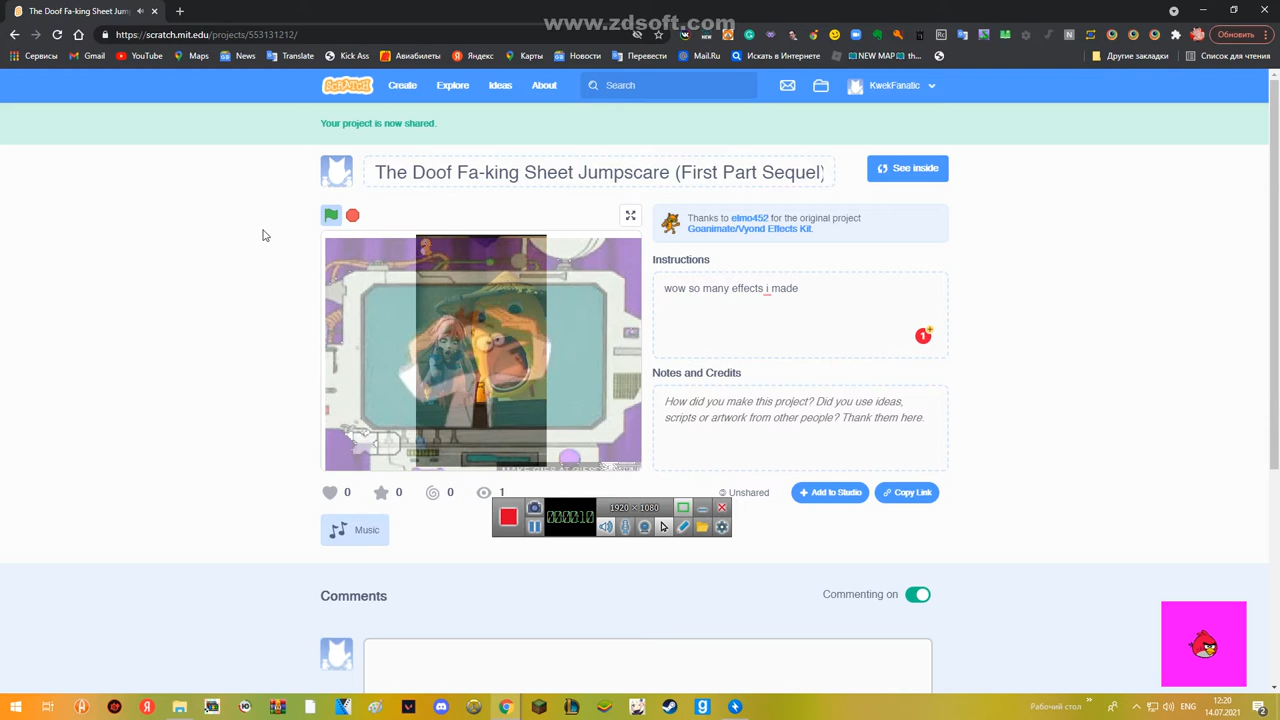 www.zdsoft.com
The Doof Fa-king Sheet Jum
https://scratch.mit.edu/projects/553131212/
Обновить
Сервисы
Gmail
YouTube
Maps
News
Translate
Ask
Авиабилеты
Яндекс
Карты
Новости
Перевести
Mail.Ru
Искать в Интернете
NEW MAP
th...
Другие закладки
Список для чтения
SCRATCH
Create
Explore
Ideas
About
Search
KwekFanatic
Your project is now shared.
The Doof Fa-king Sheet Jumpscare (First Part Sequel)
See inside
Thanks to elmo452 for the original project
Goanimate/Vyond Effects Kit.
Instructions
wow so many effects i made
1
Notes and Credits
How did you make this project? Did you use ideas,
scripts or artwork from other people? Thank them here.
0
0
0
1
Unshared
Add to Studio
Copy Link
1920 × 1080
Music
Comments
Commenting on
Рабочий стол
ENG
12:20
14.07.2021
2